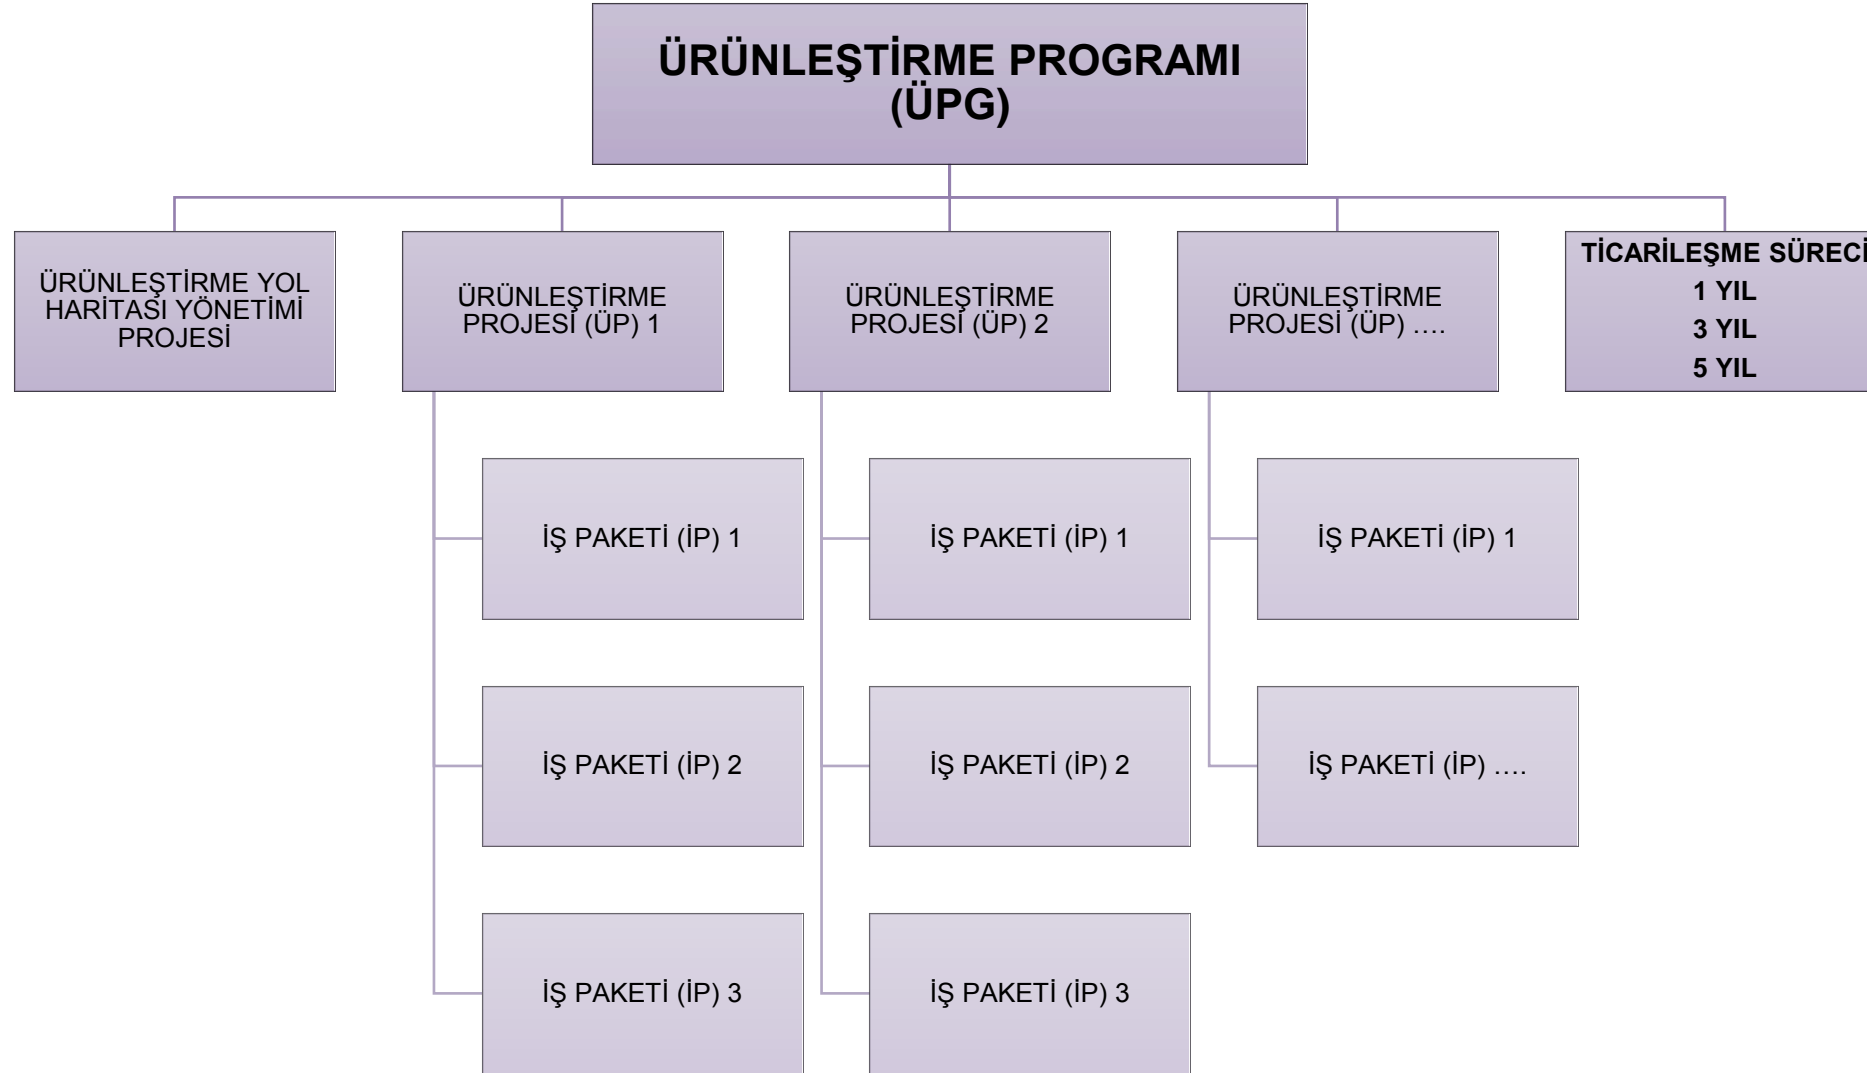 ÜRÜNLEŞTİRME PROGRAMI
(ÜPG)
ÜRÜNLEŞTİRME YOL
HARİTASI YÖNETİMİ
PROJESİ
ÜRÜNLEŞTİRME
PROJESİ (ÜP) 1
ÜRÜNLEŞTİRME
PROJESİ (ÜP) 2
ÜRÜNLEŞTİRME
PROJESİ (ÜP) ….
TİCARİLEŞME SÜRECİ
1 YIL
3 YIL
5 YIL
İŞ PAKETİ (İP) 1
İŞ PAKETİ (İP) 1
İŞ PAKETİ (İP) 1
İŞ PAKETİ (İP) 2
İŞ PAKETİ (İP) 2
İŞ PAKETİ (İP) ….
İŞ PAKETİ (İP) 3
İŞ PAKETİ (İP) 3